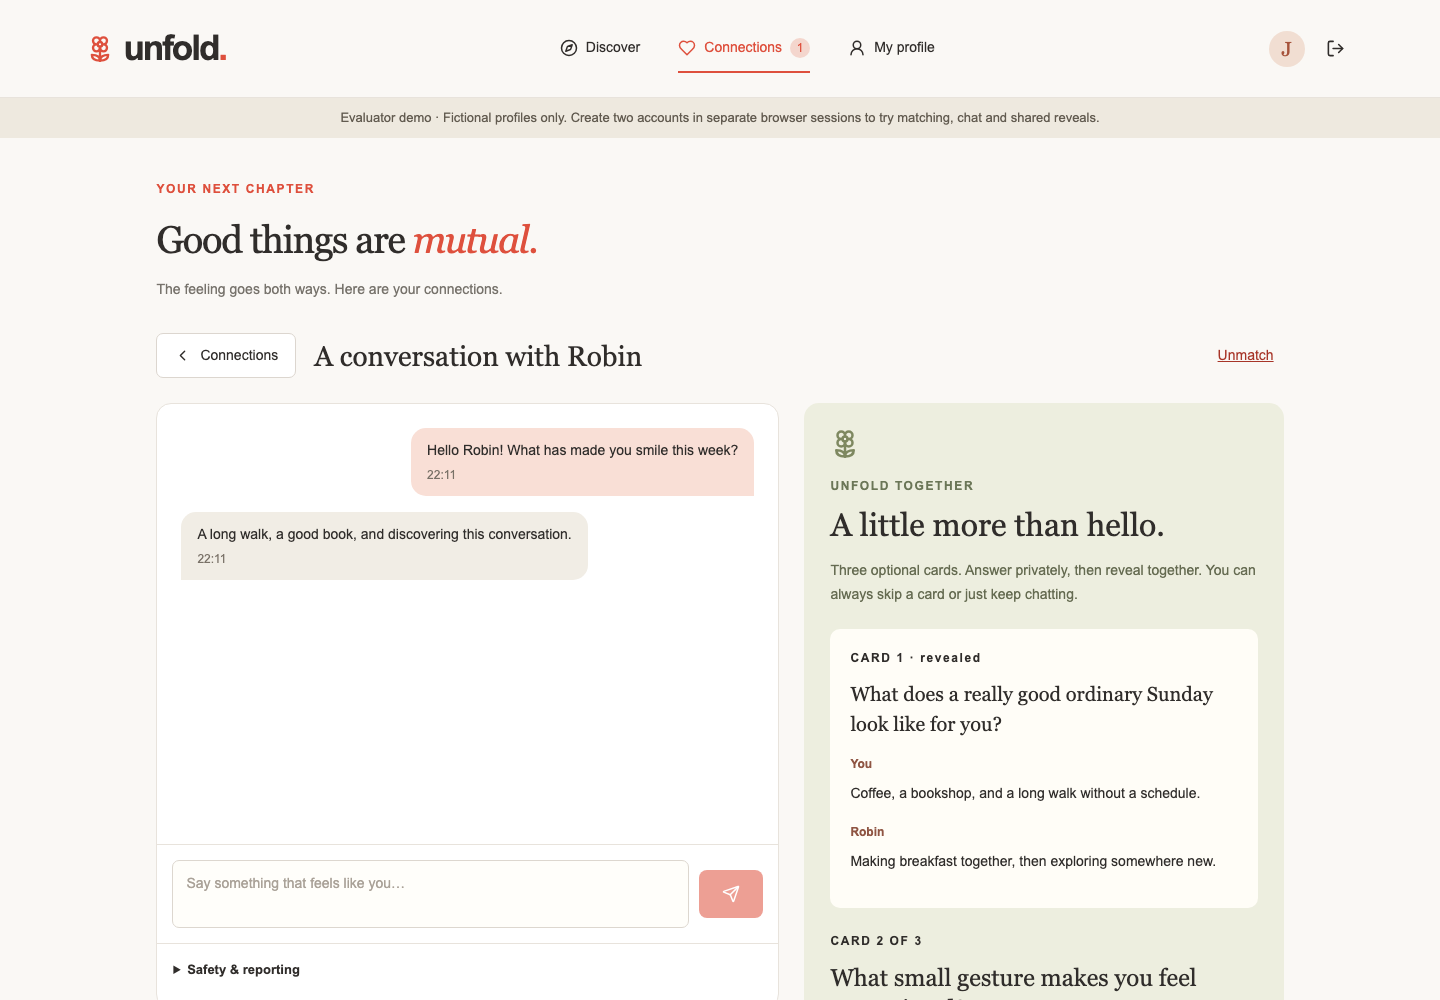 unfold.
Discover
Connections 1
My profile
J
Evaluator demo · Fictional profiles only. Create two accounts in separate browser sessions to try matching, chat and shared reveals.
YOUR NEXT CHAPTER
Good things are mutual.
The feeling goes both ways. Here are your connections.
Connections
A conversation with Robin
Unmatch
Hello Robin! What has made you smile this week?
22:11
A long walk, a good book, and discovering this conversation.
22:11
Say something that feels like you…
Safety & reporting
UNFOLD TOGETHER
A little more than hello.
Three optional cards. Answer privately, then reveal together. You can
always skip a card or just keep chatting.
CARD 1 · revealed
What does a really good ordinary Sunday
look like for you?
You
Coffee, a bookshop, and a long walk without a schedule.
Robin
Making breakfast together, then exploring somewhere new.
CARD 2 OF 3
What small gesture makes you feel